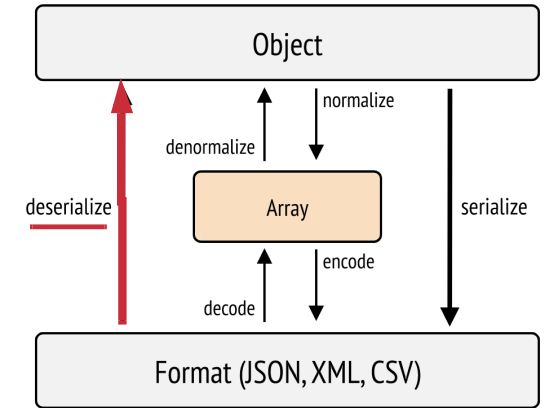 Object
normalize
denormalize
deserialize
Array
serialize
encode
decode
Format (JSON, XML, CSV)